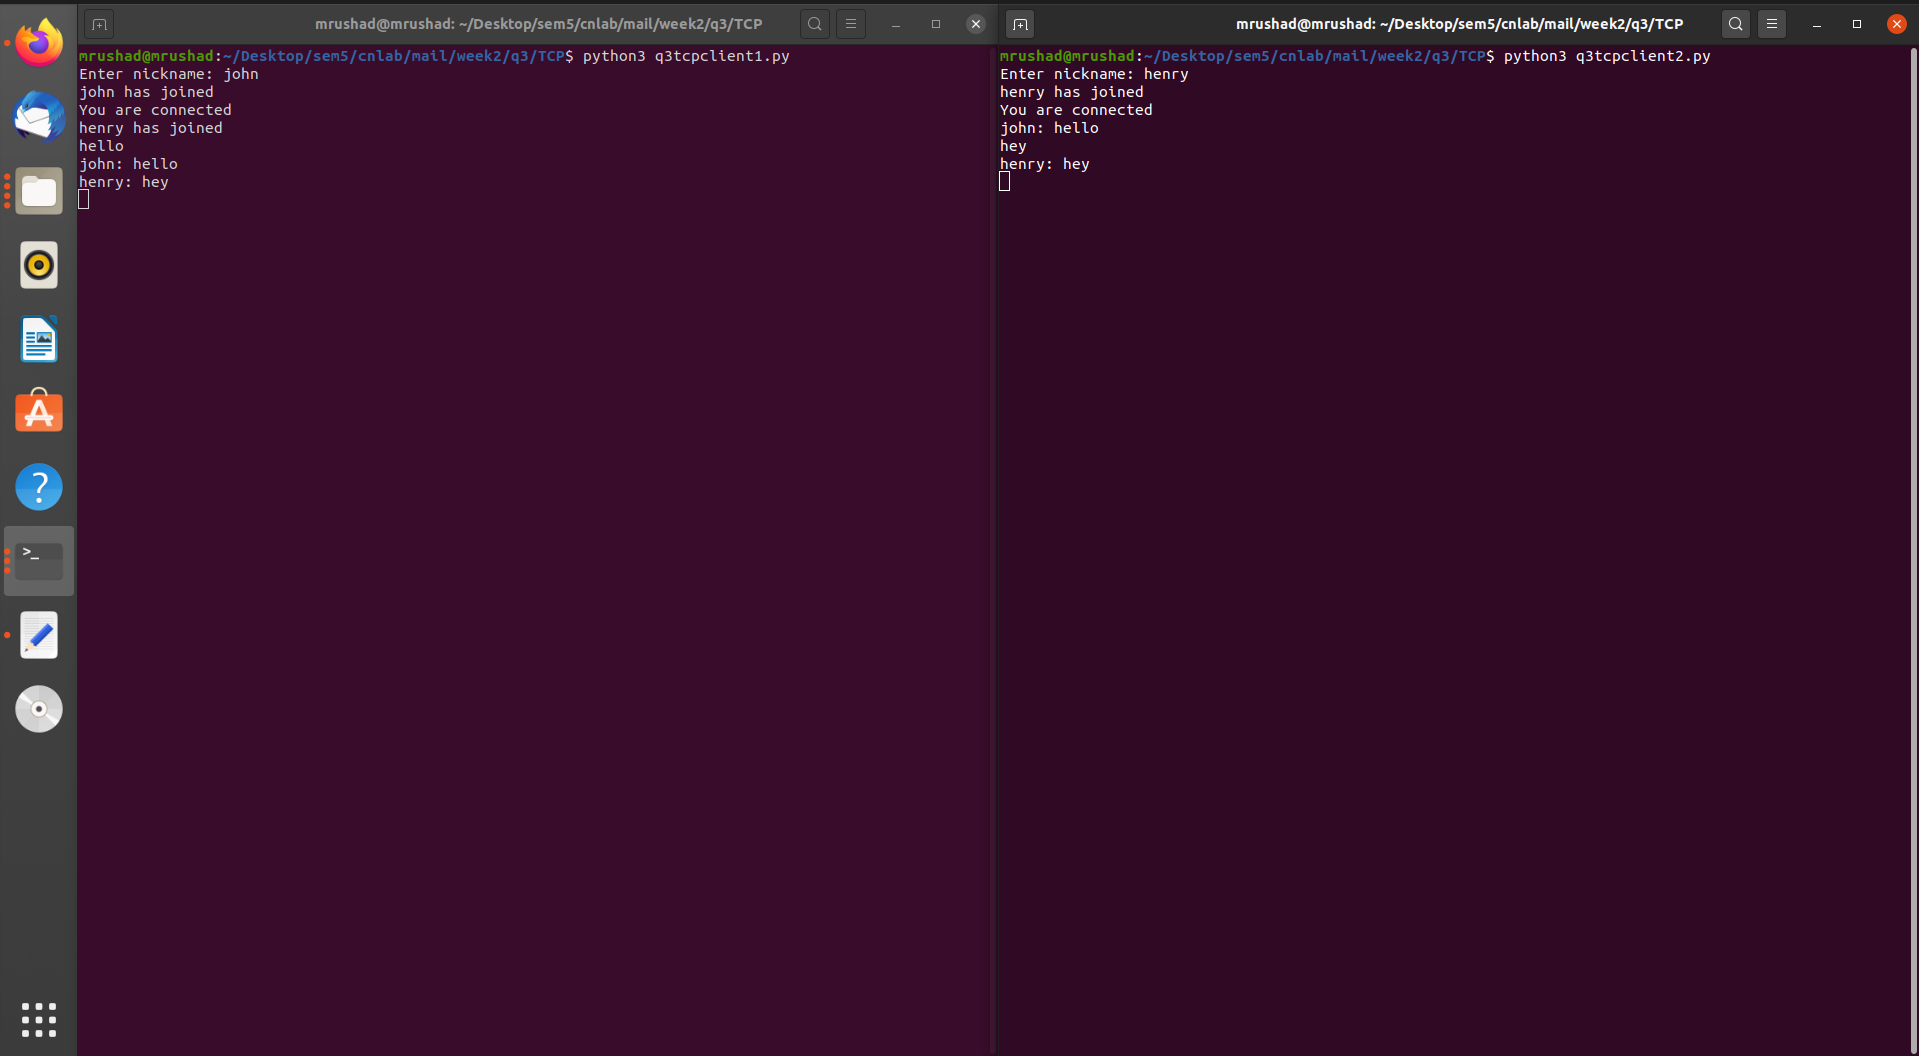 mrushad@mrushad: ~/Desktop/sem5/cnlab/mail/week2/q3/TCP
mrushad@mrushad:~/Desktop/sem5/cnlab/mail/week2/q3/TCP$ python3 q3tcpclient1.py
Enter nickname: john
john has joined
You are connected
henry has joined
hello
john: hello
henry: hey
mrushad@mrushad: ~/Desktop/sem5/cnlab/mail/week2/q3/TCP
mrushad@mrushad:~/Desktop/sem5/cnlab/mail/week2/q3/TCP$ python3 q3tcpclient2.py
Enter nickname: henry
henry has joined
You are connected
john: hello
hey
henry: hey